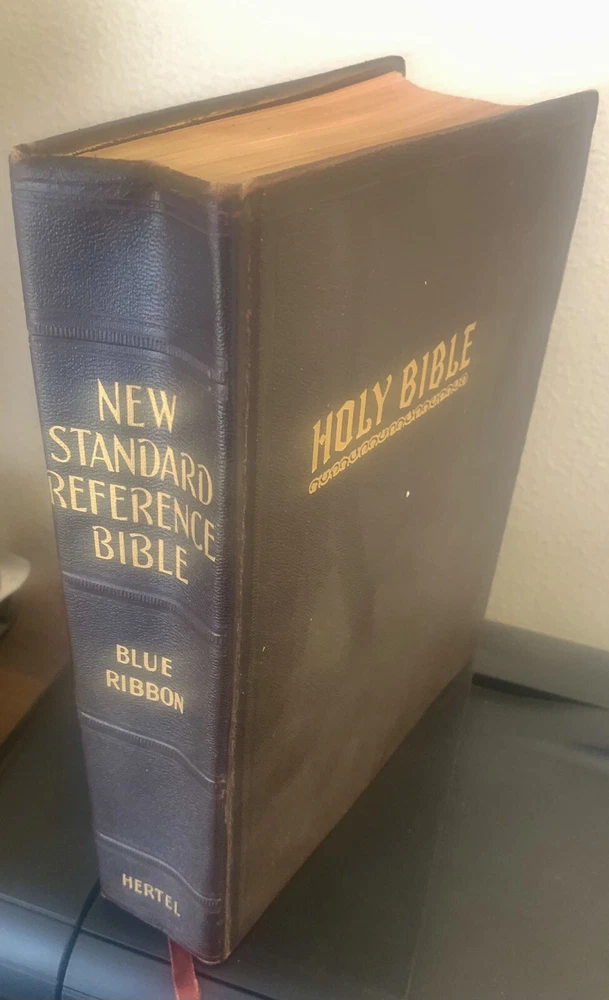 NEW
STANDARD
REFERENCE
BIBLE
BLUE
RIBBON
HERTEL
HOLY BIBLE